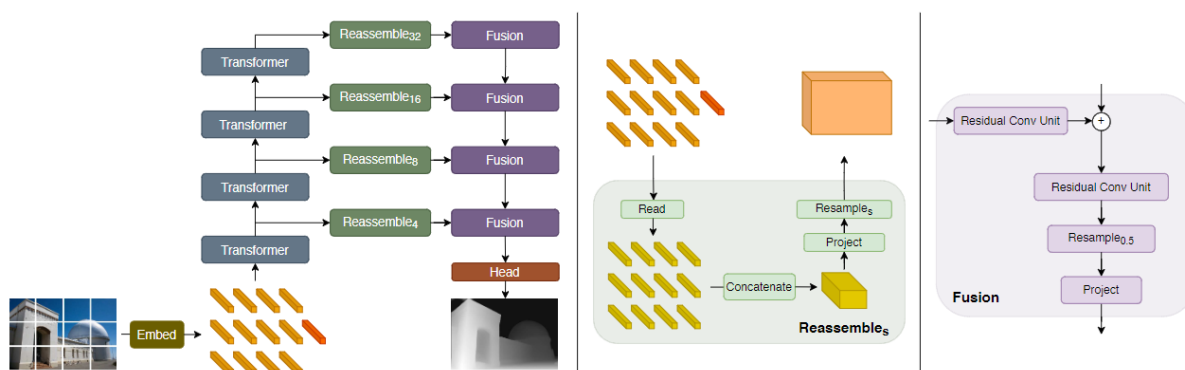 Reassemble32
Fusion
Transformer
Reassemble16
Fusion
Transformer
Reassemble8
Fusion
Transformer
Reassemble4
Fusion
Transformer
Head
Embed
Read
Resamples
Project
Concatenate
Reassembles
Residual Conv Unit
+
Residual Conv Unit
Resample0.5
Project
Fusion